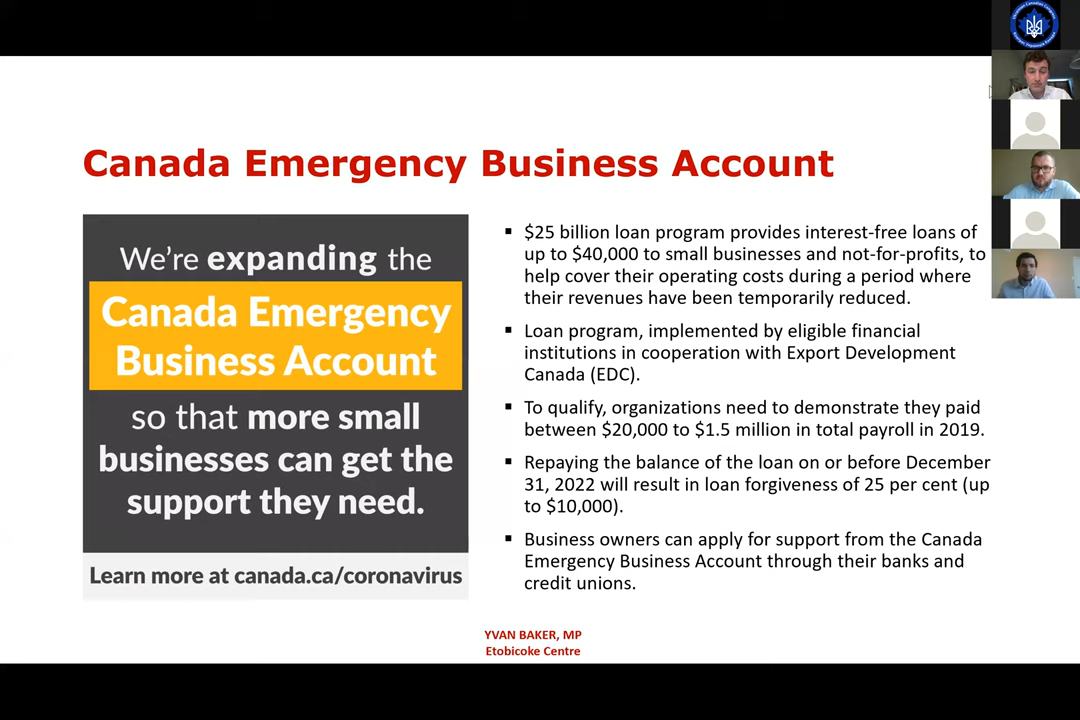 Canada Emergency Business Account
We're expanding the
Canada Emergency
Business Account
so that more small
businesses can get the
support they need.
Learn more at canada.ca/coronavirus
▪ $25 billion loan program provides interest-free loans of
up to $40,000 to small businesses and not-for-profits, to
help cover their operating costs during a period where
their revenues have been temporarily reduced.
▪ Loan program, implemented by eligible financial
institutions in cooperation with Export Development
Canada (EDC).
▪ To qualify, organizations need to demonstrate they paid
between $20,000 to $1.5 million in total payroll in 2019.
▪ Repaying the balance of the loan on or before December
31, 2022 will result in loan forgiveness of 25 per cent (up
to $10,000).
▪ Business owners can apply for support from the Canada
Emergency Business Account through their banks and
credit unions.
YVAN BAKER, MP
Etobicoke Centre